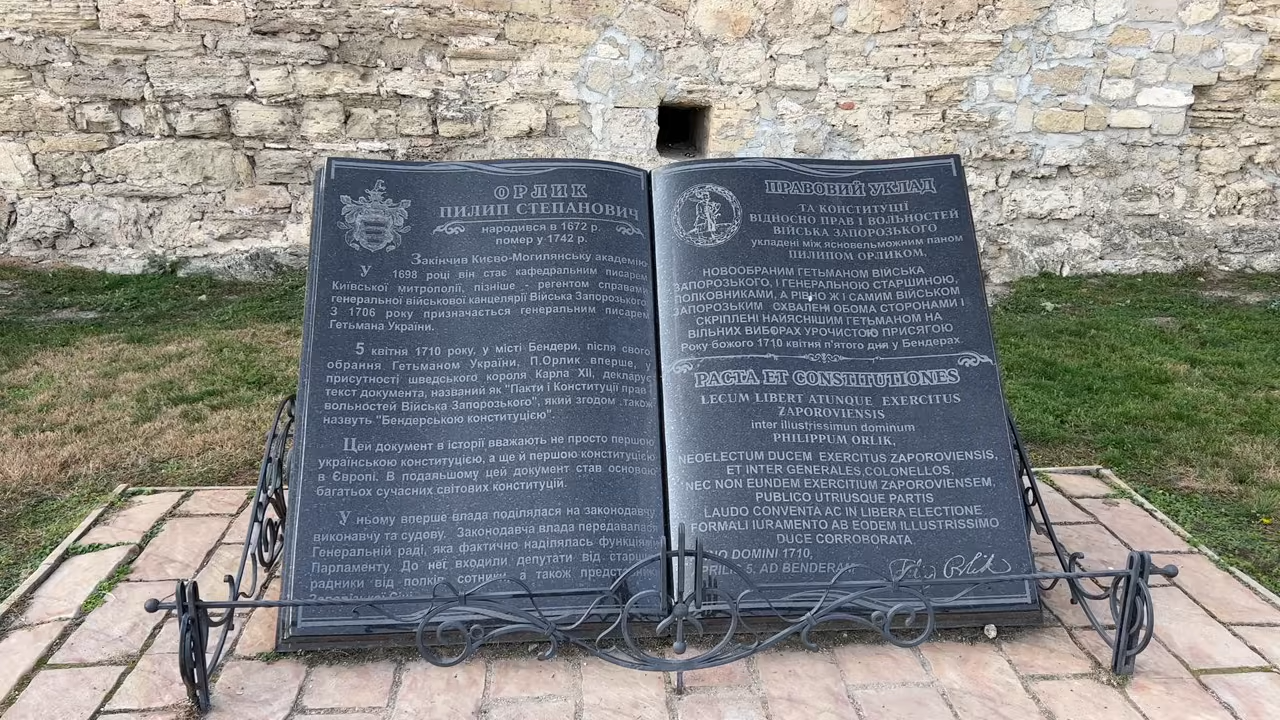 ОРЛИК
ПИЛИП СТЕПАНОВИЧ
народився в 1672 р.
помер у 1742 р.
Закінчив Києво-Могилянську академію
У 1698 році він стає кафедральним писарем
Київської митрополії, пізніше - регентом справами
генеральної військової канцелярії Війська Запорозького.
З 1706 року призначається генеральним писарем
Гетьмана України.
5 квітня 1710 року, у місті Бендери, після свого
обрання Гетьманом України. П.Орлик вперше, у
присутності шведського короля Карла XII, декларує
текст документа, названий як "Пакти і Конституції прав і
вольностей Війська Запорозького", який згодом також
назвуть "Бендерською конституцією".
Цей документ в історії вважають не просто першою
українською конституцією, а ще й першою конституцією
в Європі. В подальшому цей документ став основою
багатьох сучасних світових конституцій.
У ньому вперше влада поділялася на законодавчу
виконавчу та судову. Законодавча влада передавалася
Генеральній раді, яка фактично наділялась функціями
Парламенту. До неї входили депутати від старшин
радники від полків, сотники, а також представники
Запорізької Січі
ПРАВОВИЙ УКЛАД
ТА КОНСТИТУЦІЇ
ВІДНОСНО ПРАВ І ВОЛЬНОСТЕЙ
ВІЙСЬКА ЗАПОРОЗЬКОГО
укладені між ясновельможним паном
ПИЛИПОМ ОРЛИКОМ,
НОВООБРАНИМ ГЕТЬМАНОМ ВІЙСЬКА
ЗАПОРОЗЬКОГО, І ГЕНЕРАЛЬНОЮ СТАРШИНОЮ,
ПОЛКОВНИКАМИ, А РІВНО Ж І САМИМ ВІЙСЬКОМ
ЗАПОРОЗЬКИМ СХВАЛЕНІ ОБОМА СТОРОНАМИ І
СКРІПЛЕНІ НАЙЯСНІШИМ ГЕТЬМАНОМ НА
ВІЛЬНИХ ВИБОРАХ УРОЧИСТОЮ ПРИСЯГОЮ
Року божого 1710 квітня п'ятого дня у Бендерах
PACTA ET CONSTITUTIONES
LECUM LIBERT ATUNQUE EXERCITUS
ZAPOROVIENSIS
inter illustrissimun dominum
PHILIPPUM ORLIK,
NEOELECTUM DUCEM EXERCITUS ZAPOROVIENSIS,
ET INTER GENERALES,COLONELLOS,
NEC NON EUNDEM EXERCITIUM ZAPOROVIENSEM,
PUBLICO UTRIUSQUE PARTIS
LAUDO CONVENTA AC IN LIBERA ELECTIONE
FORMALI IURAMENTO AB EODEM ILLUSTRISSIMO
DUCE CORROBORATA,
DOMINI 1710,
APRILIS 5, AD BENDERAM
Orlik